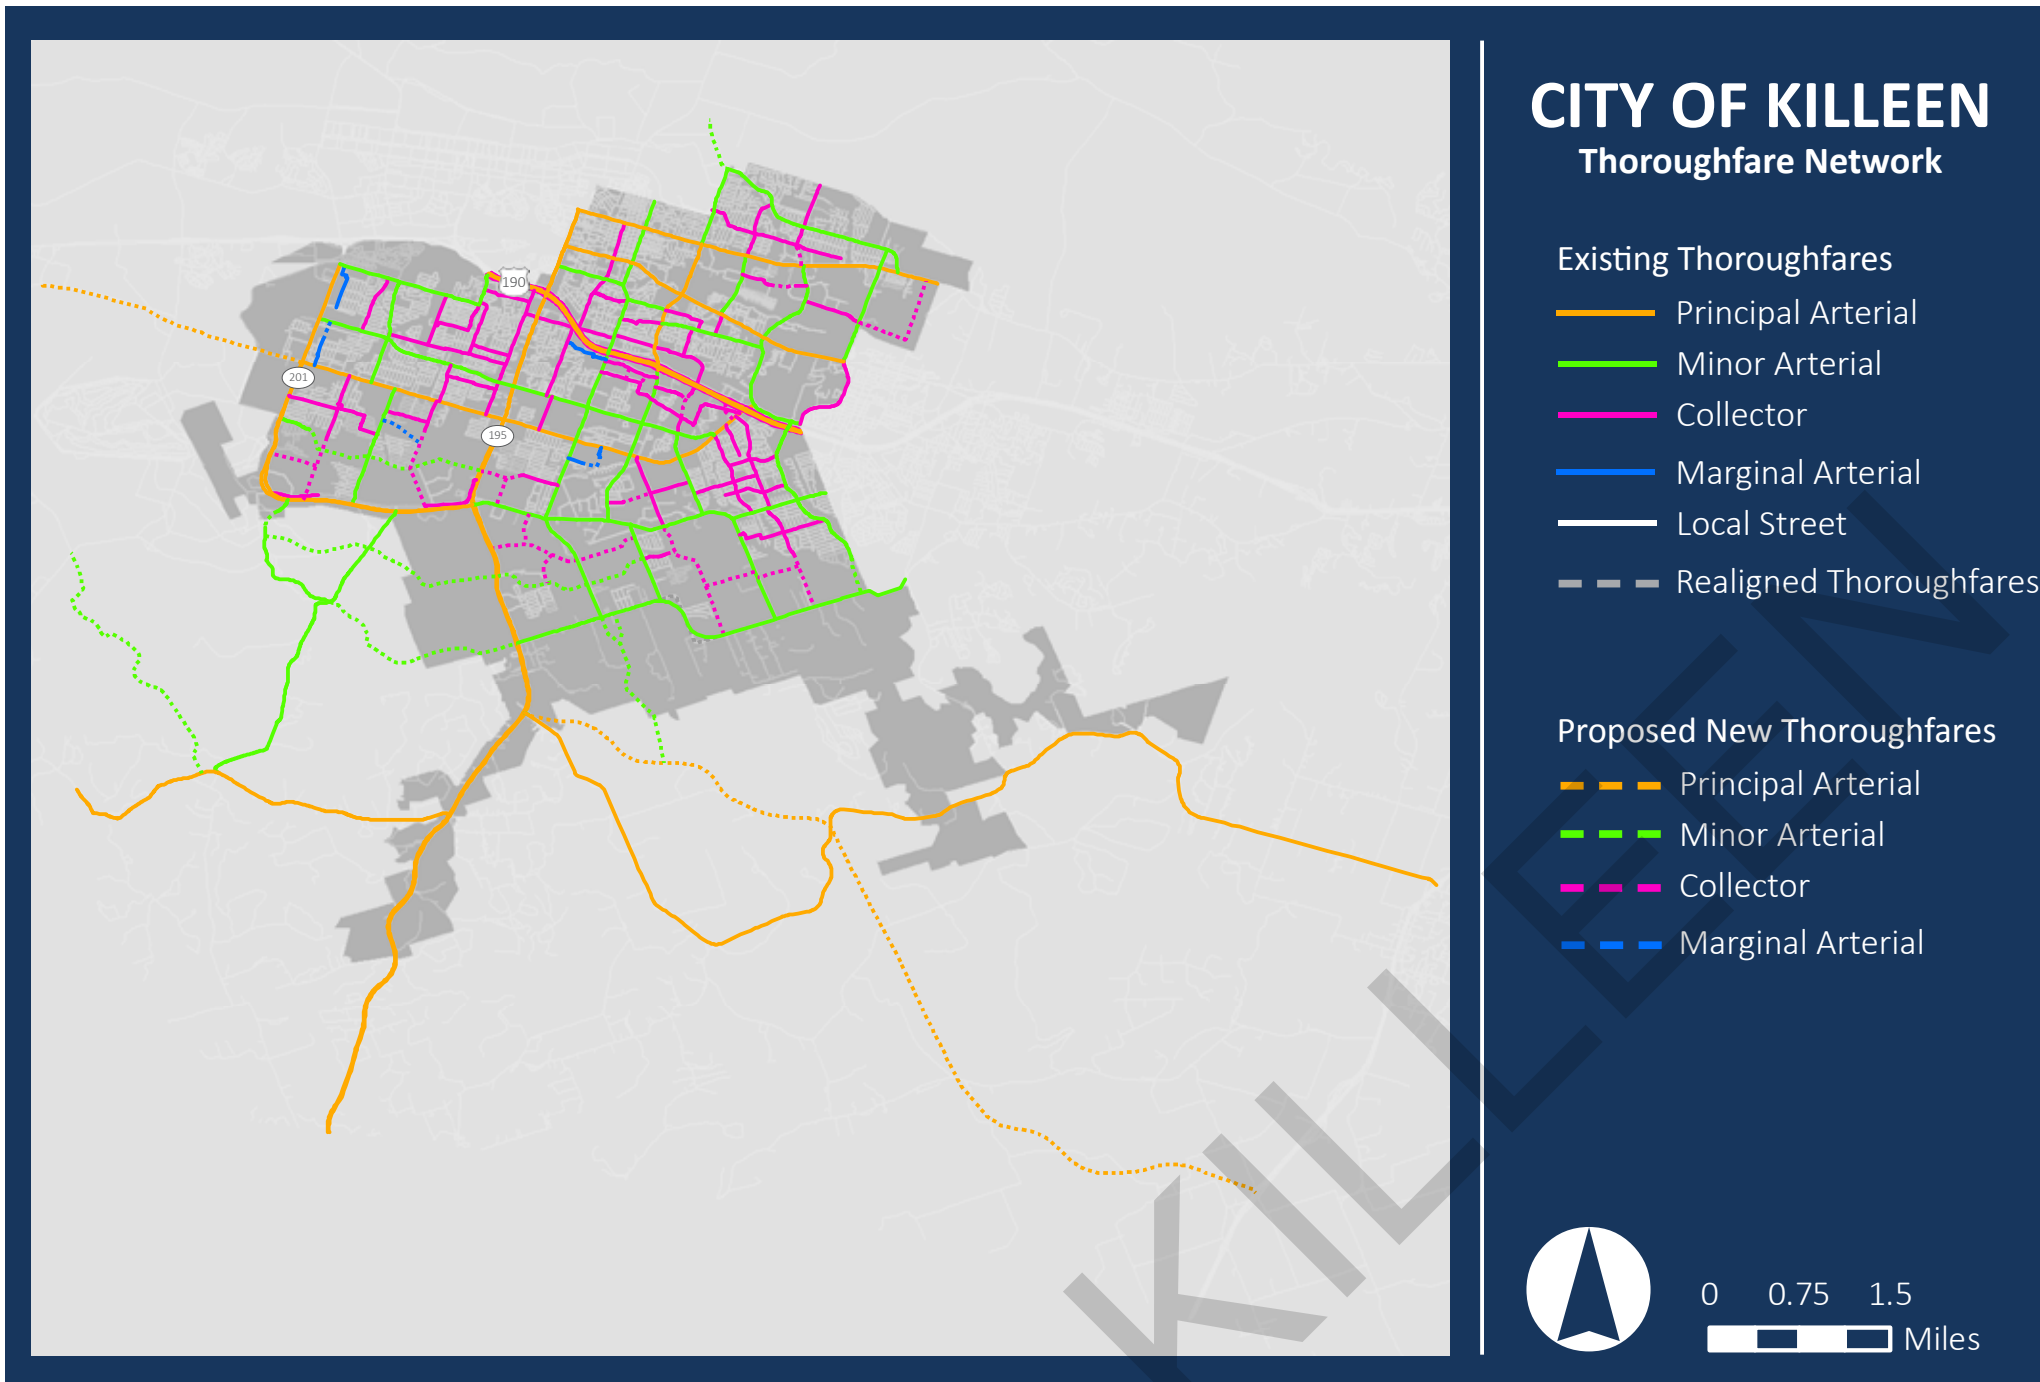 CITY OF KILLEEN
Thoroughfare Network
Existing Thoroughfares
Principal Arterial
Minor Arterial
Collector
Marginal Arterial
Local Street
Realigned Thoroughfares
Proposed New Thoroughfares
Principal Arterial
Minor Arterial
Collector
Marginal Arterial
0 0.75 1.5
Miles
190
201
195
KILLEEN